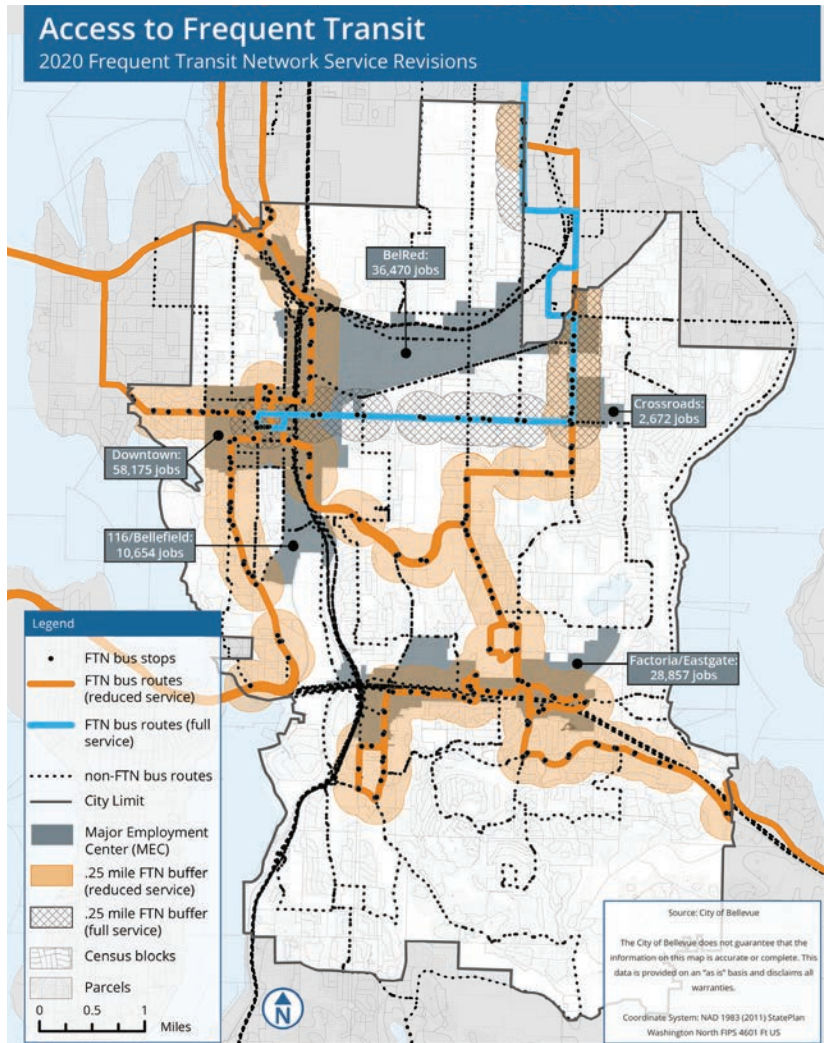 Access to Frequent Transit
2020 Frequent Transit Network Service Revisions
BelRed:
36,470 jobs
Crossroads:
2,672 jobs
Downtown:
58,175 jobs
116/Bellefield:
10,654 jobs
Factoria/Eastgate:
28,857 jobs
Legend
FTN bus stops
FTN bus routes
(reduced service)
FTN bus routes (full
service)
non-FTN bus routes
City Limit
Major Employment
Center (MEC)
.25 mile FTN buffer
(reduced service)
.25 mile FTN buffer
(full service)
Census blocks
Parcels
0 0.5 1
Miles
N
Source: City of Bellevue
The City of Bellevue does not guarantee that the
information on this map is accurate or complete. This
data is provided on an "as is" basis and disclaims all
warranties.
Coordinate System: NAD 1983 (2011) StatePlan
Washington North FIPS 4601 Ft US